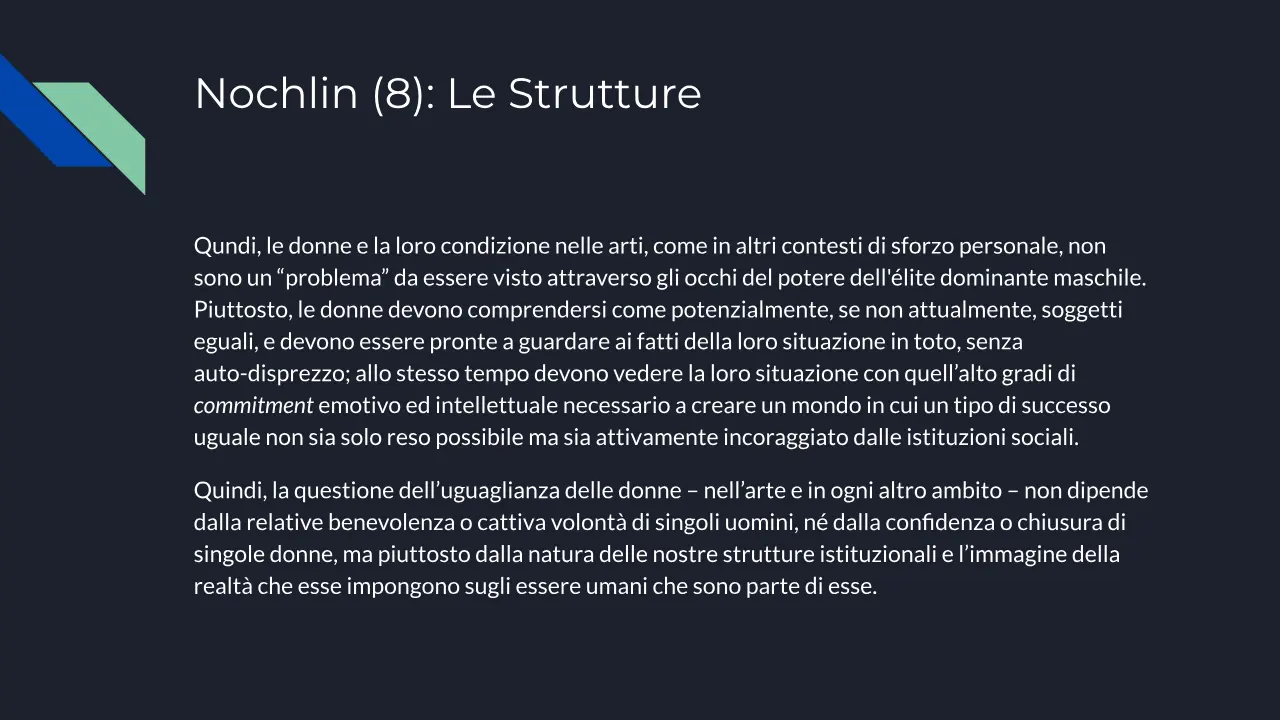 Nochlin (8): Le Strutture
Qundi, le donne e la loro condizione nelle arti, come in altri contesti di sforzo personale, non
sono un “problema” da essere visto attraverso gli occhi del potere dell'élite dominante maschile.
Piuttosto, le donne devono comprendersi come potenzialmente, se non attualmente, soggetti
eguali, e devono essere pronte a guardare ai fatti della loro situazione in toto, senza
auto-disprezzo; allo stesso tempo devono vedere la loro situazione con quell’alto gradi di
commitment emotivo ed intellettuale necessario a creare un mondo in cui un tipo di successo
uguale non sia solo reso possibile ma sia attivamente incoraggiato dalle istituzioni sociali.
Quindi, la questione dell’uguaglianza delle donne – nell’arte e in ogni altro ambito – non dipende
dalla relative benevolenza o cattiva volontà di singoli uomini, né dalla confidenza o chiusura di
singole donne, ma piuttosto dalla natura delle nostre strutture istituzionali e l’immagine della
realtà che esse impongono sugli essere umani che sono parte di esse.